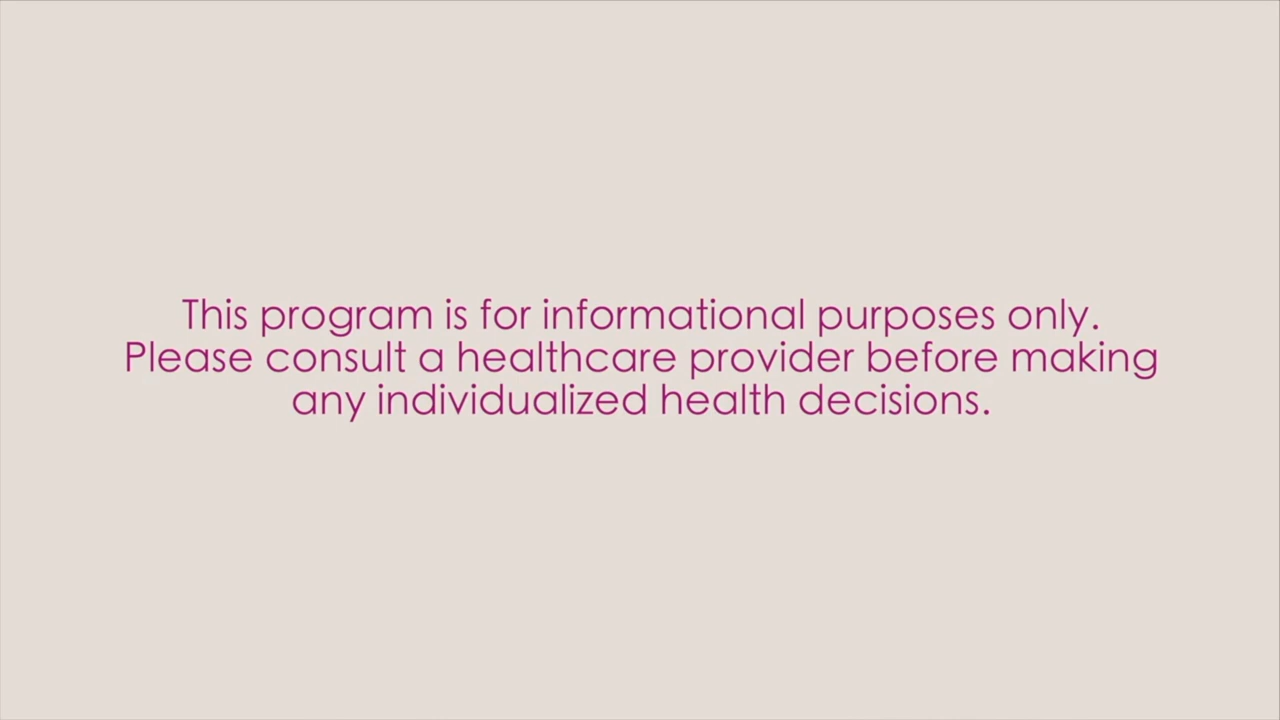 This program is for informational purposes only.
Please consult a healthcare provider before making
any individualized health decisions.